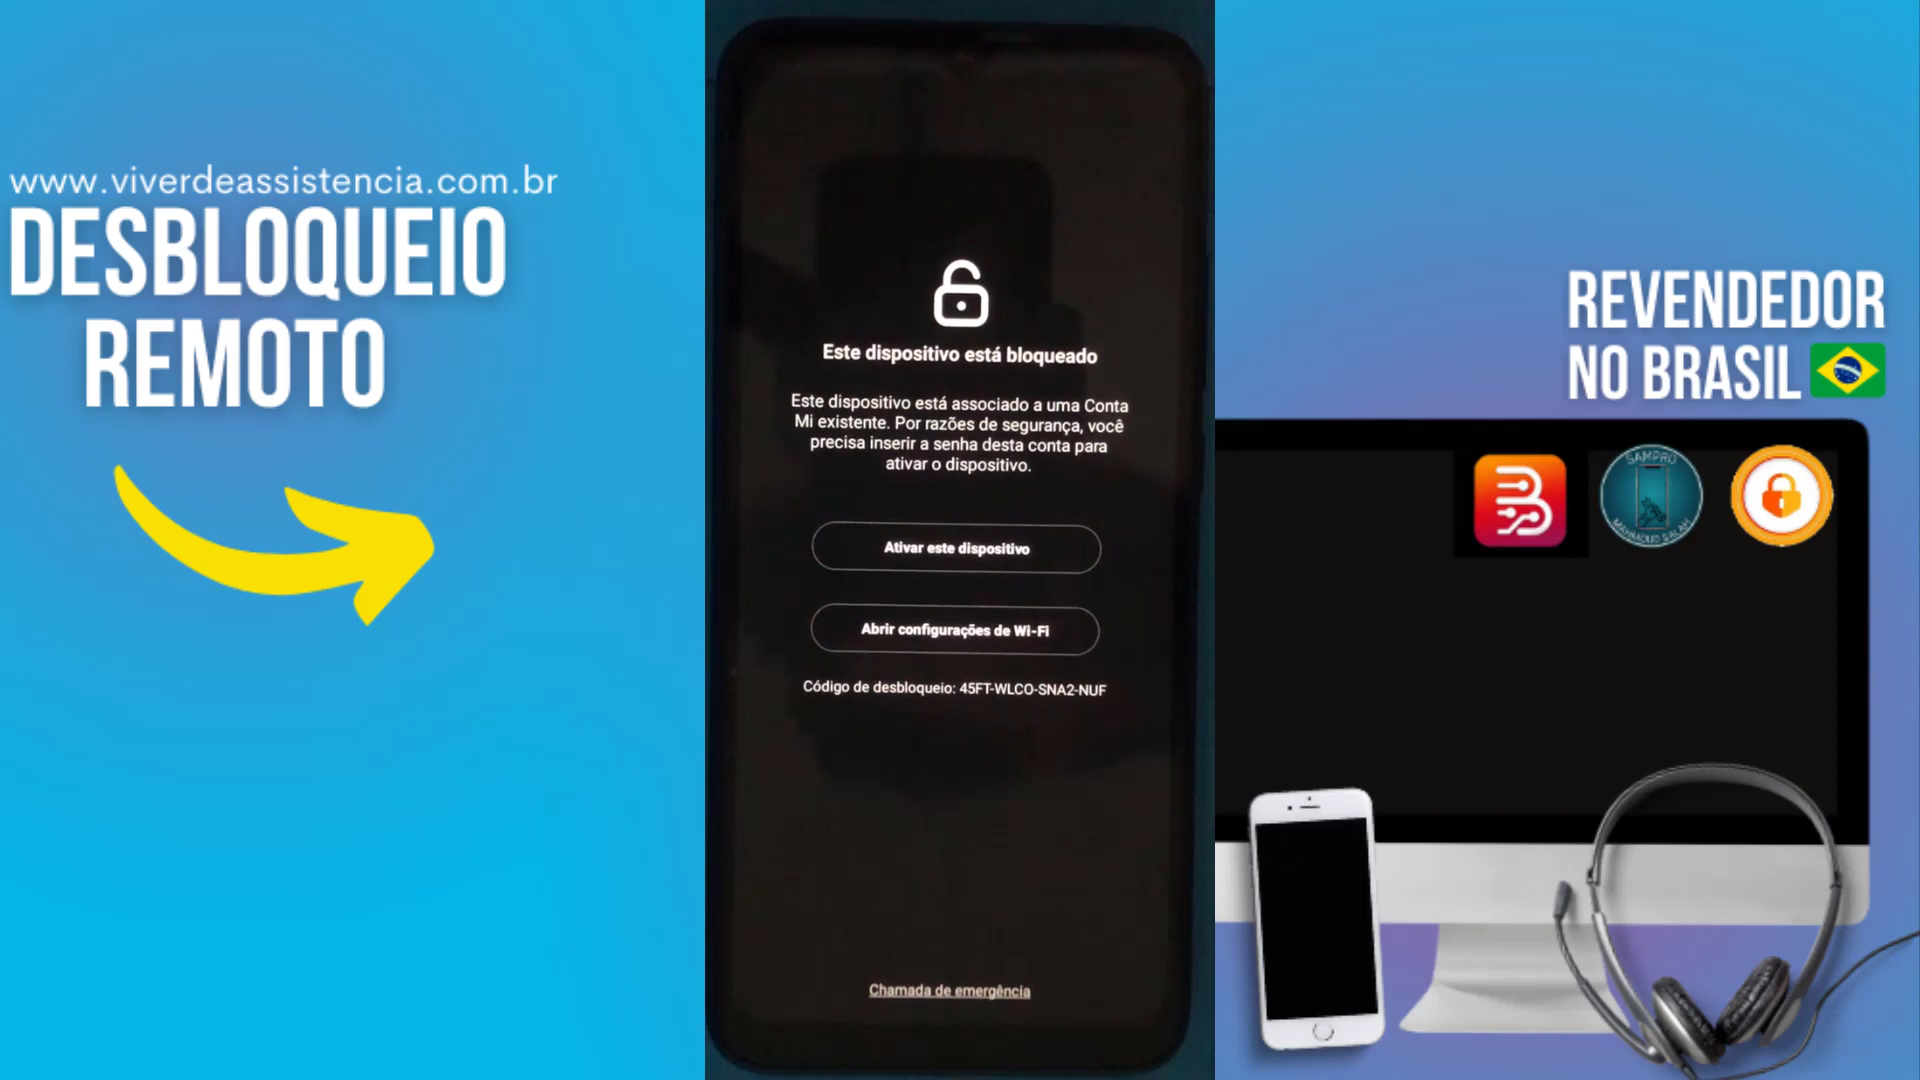 www.viverdeassistencia.com.br
DESBLOQUEIO
REMOTO
Este dispositivo está bloqueado
Este dispositivo está associado a uma Conta
Mi existente. Por razões de segurança, você
precisa inserir a senha desta conta para
ativar o dispositivo.
Ativar este dispositivo
Abrir configurações de Wi-Fi
Código de desbloqueio: 45FT-WLCO-SNA2-NUF
Chamada de emergência
REVENDEDOR
NO BRASIL
SAMPRO
MAHMOUD SALAH